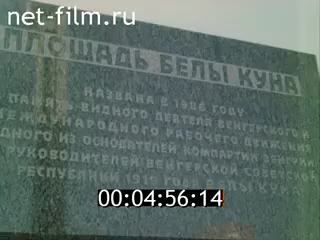 net-film.ru
ПЛОЩАДЬ БЕЛЫ КУНА
НАЗВАНА В 1986 ГОДУ
В ПАМЯТЬ ВИДНОГО ДЕЯТЕЛЯ ВЕНГЕРСКОГО И
МЕЖДУНАРОДНОГО РАБОЧЕГО ДВИЖЕНИЯ
ОДНОГО ИЗ ОСНОВАТЕЛЕЙ КОМПАРТИИ ВЕНГРИИ
РУКОВОДИТЕЛЕЙ ВЕНГЕРСКОЙ СОВЕТСКОЙ
РЕСПУБЛИКИ 1919 ГОДА БЕЛЫ КУНА
00:04:56:14